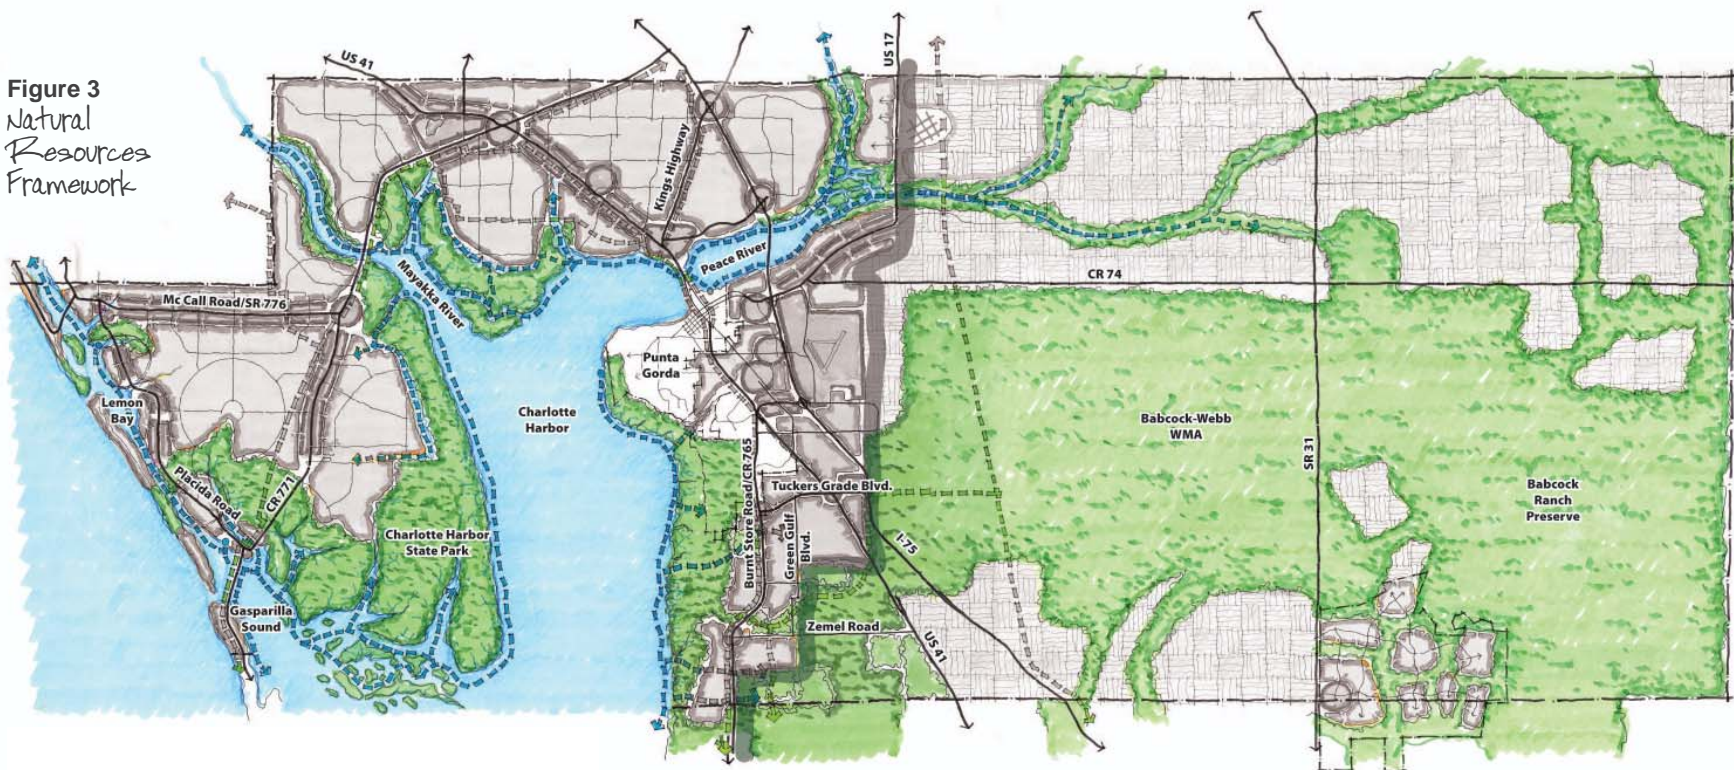 Figure 3
Natural
Resources
Framework
US 41
US 17
Kings Highway
Peace River
CR 74
Mayakka River
Mc Call Road/SR 776
Punta
Gorda
Lemon
Bay
Charlotte
Harbor
Babcock-Webb
WMA
SR 31
Placida Road
CR 771
Burnt Store Road/CR 765
Tuckers Grade Blvd.
Babcock
Ranch
Preserve
Charlotte Harbor
State Park
Green Gulf
Blvd.
I-75
Gasparilla
Sound
Zemel Road
US 41